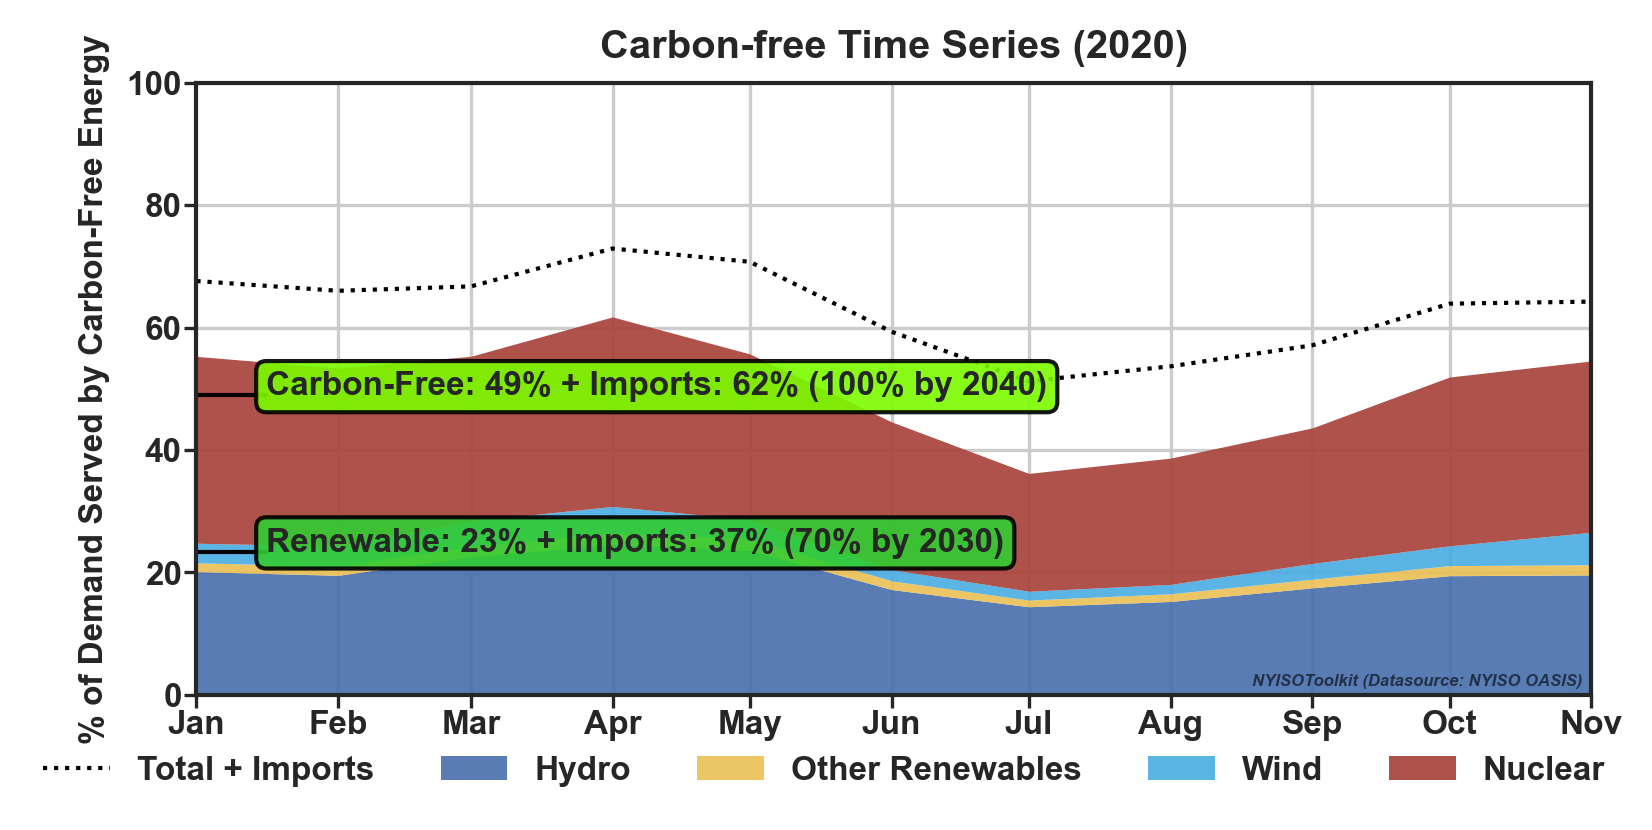 Carbon-free Time Series (2020)
% of Demand Served by Carbon-Free Energy
100
80
60
40
20
0
Carbon-Free: 49% + Imports: 62% (100% by 2040)
Renewable: 23% + Imports: 37% (70% by 2030)
NYISOToolkit (Datasource: NYISO OASIS)
Jan Feb Mar Apr May Jun Jul Aug Sep Oct Nov
Total + Imports Hydro Other Renewables Wind Nuclear